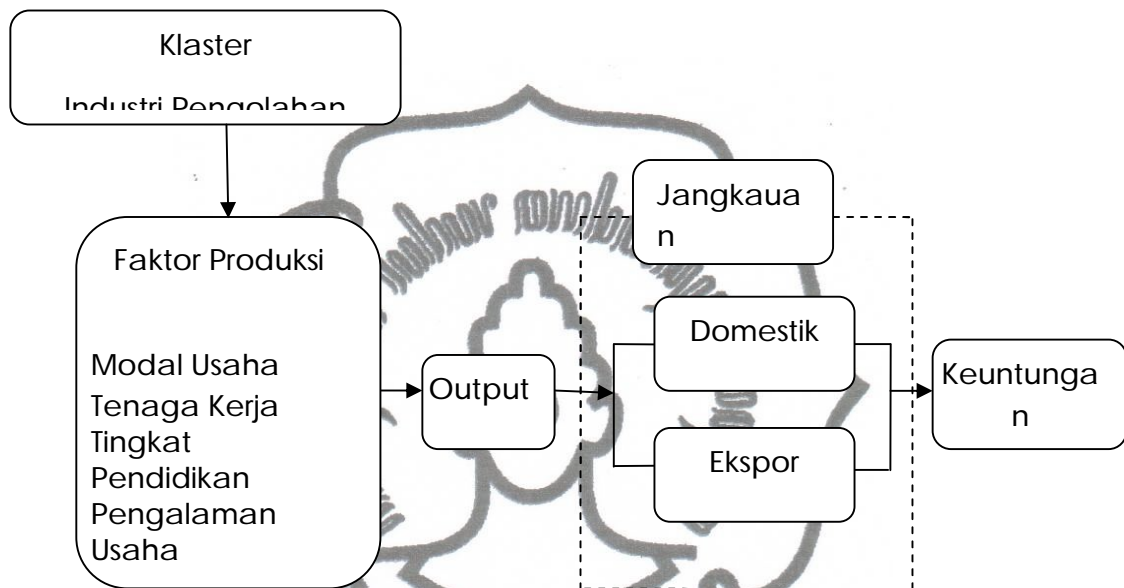 Klaster
Industri Pengolahan
Jangkaua
n
Faktor Produksi
Modal Usaha
Tenaga Kerja
Tingkat
Pendidikan
Pengalaman
Usaha
Output
Domestik
Ekspor
Keuntunga
n